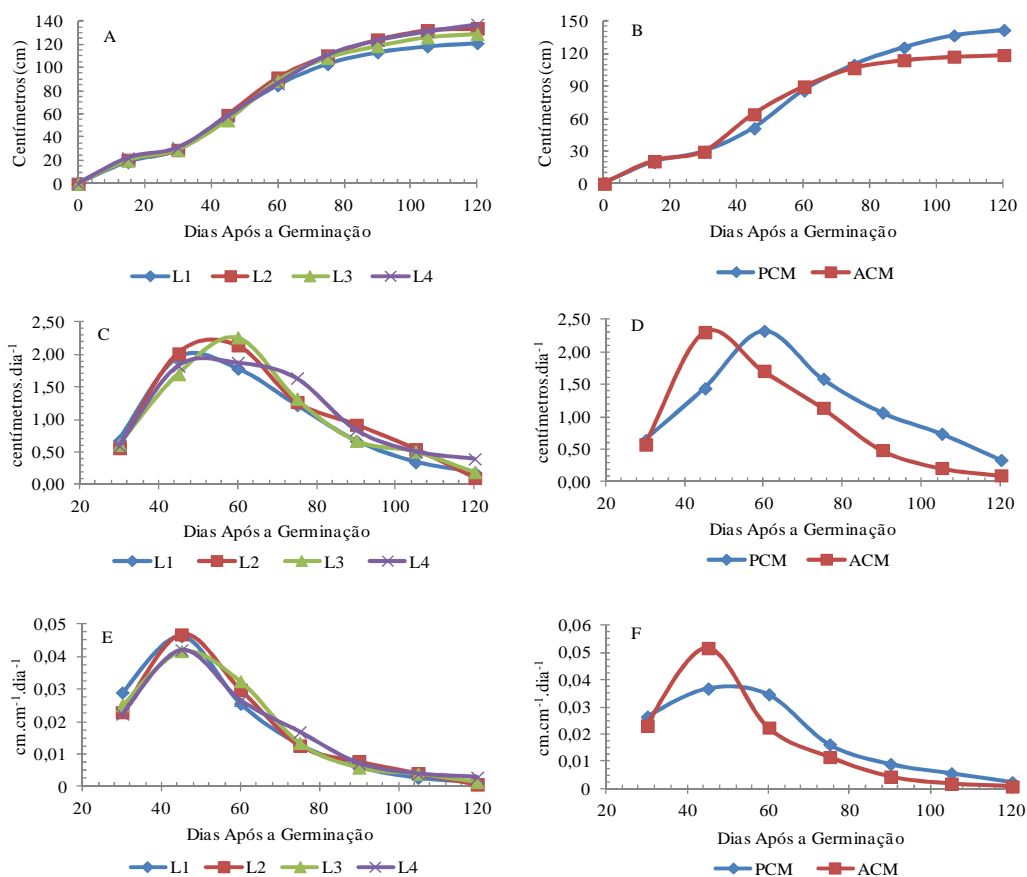 A
Centímetros (cm)
140
120
100
80
60
40
20
0
0 20 40 60 80 100 120
Dias Após a Germinação
L1 L2 L3 L4
B
Centímetros (cm)
150
120
90
60
30
0
0 20 40 60 80 100 120
Dias Após a Germinação
PCM ACM
C
centímetros.dia⁻¹
2,50
2,00
1,50
1,00
0,50
0,00
20 40 60 80 100 120
Dias Após a Germinação
L1 L2 L3 L4
D
centímetros.dia⁻¹
2,50
2,00
1,50
1,00
0,50
0,00
20 40 60 80 100 120
Dias Após a Germinação
PCM ACM
E
cm.cm⁻¹.dia⁻¹
0,05
0,04
0,03
0,02
0,01
0
20 40 60 80 100 120
Dias Após a Germinação
L1 L2 L3 L4
F
cm.cm⁻¹.dia⁻¹
0,06
0,05
0,04
0,03
0,02
0,01
0
20 40 60 80 100 120
Dias Após a Germinação
PCM ACM